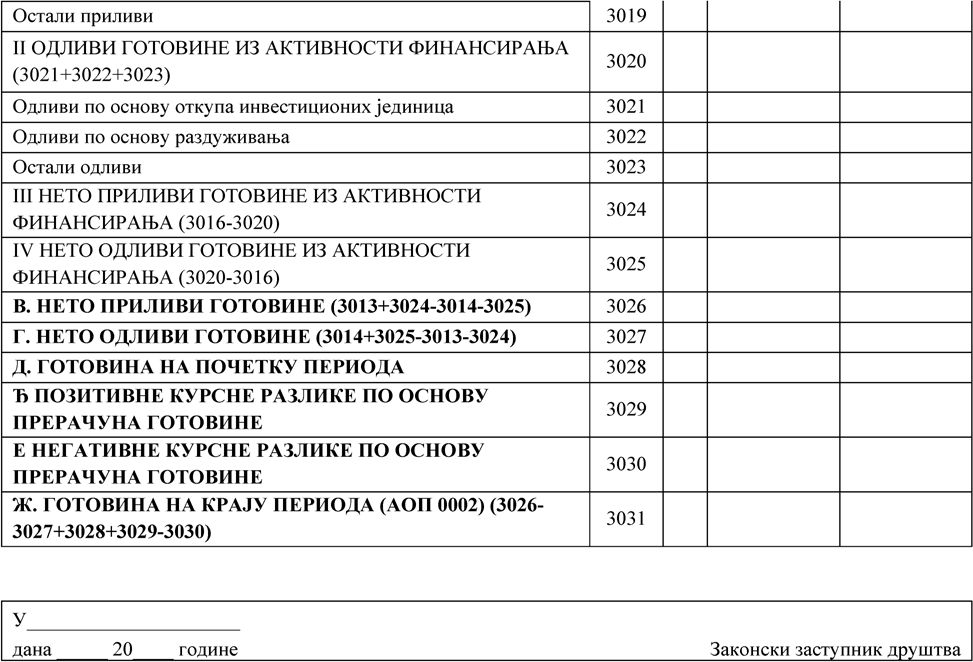 Остали приливи 3019
II ОДЛИВИ ГОТОВИНЕ ИЗ АКТИВНОСТИ ФИНАНСИРАЊА
(3021+3022+3023) 3020
Одливи по основу откупа инвестиционих јединица 3021
Одливи по основу раздуживања 3022
Остали одливи 3023
III НЕТО ПРИЛИВИ ГОТОВИНЕ ИЗ АКТИВНОСТИ
ФИНАНСИРАЊА (3016-3020) 3024
IV НЕТО ОДЛИВИ ГОТОВИНЕ ИЗ АКТИВНОСТИ
ФИНАНСИРАЊА (3020-3016) 3025
В. НЕТО ПРИЛИВИ ГОТОВИНЕ (3013+3024-3014-3025) 3026
Г. НЕТО ОДЛИВИ ГОТОВИНЕ (3014+3025-3013-3024) 3027
Д. ГОТОВИНА НА ПОЧЕТКУ ПЕРИОДА 3028
Ђ ПОЗИТИВНЕ КУРСНЕ РАЗЛИКЕ ПО ОСНОВУ
ПРЕРАЧУНА ГОТОВИНЕ 3029
Е НЕГАТИВНЕ КУРСНЕ РАЗЛИКЕ ПО ОСНОВУ
ПРЕРАЧУНА ГОТОВИНЕ 3030
Ж. ГОТОВИНА НА КРАЈУ ПЕРИОДА (АОП 0002) (3026-
3027+3028+3029-3030) 3031
У______________________
дана _____ 20____ године Законски заступник друштва